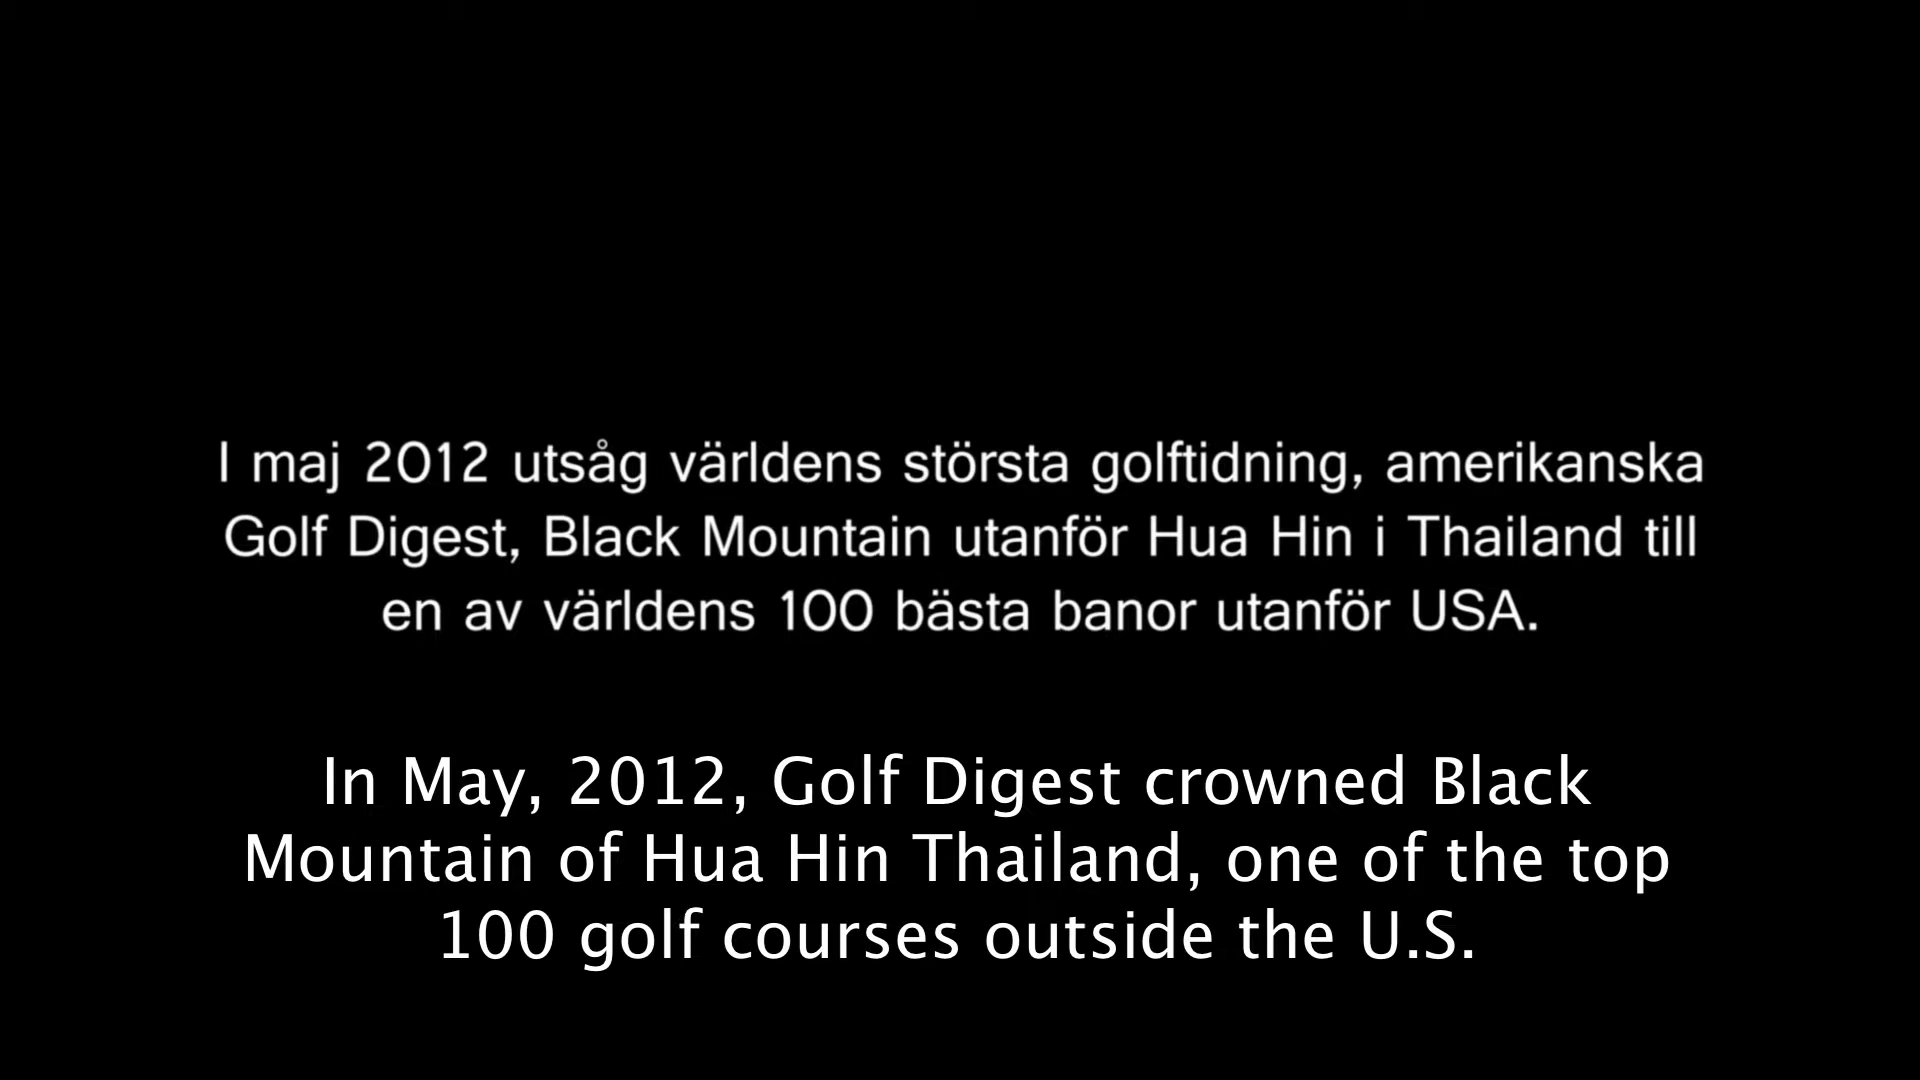 I maj 2012 utsåg världens största golftidning, amerikanska
Golf Digest, Black Mountain utanför Hua Hin i Thailand till
en av världens 100 bästa banor utanför USA.
In May, 2012, Golf Digest crowned Black
Mountain of Hua Hin Thailand, one of the top
100 golf courses outside the U.S.